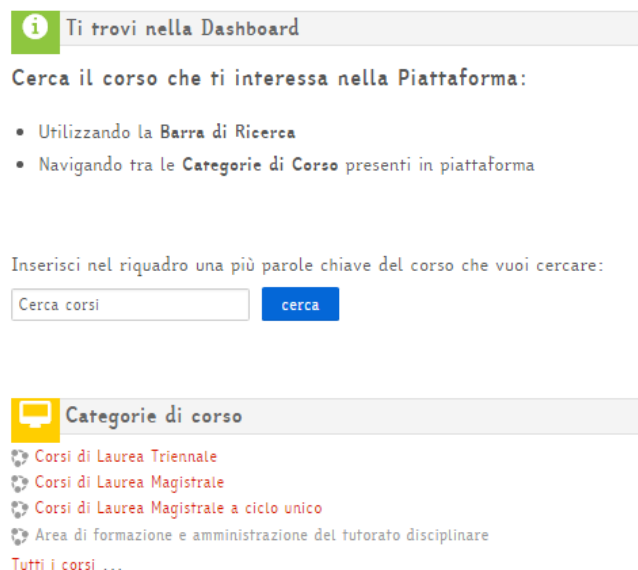 Ti trovi nella Dashboard
Cerca il corso che ti interessa nella Piattaforma:
Utilizzando la Barra di Ricerca
Navigando tra le Categorie di Corso presenti in piattaforma
Inserisci nel riquadro una più parole chiave del corso che vuoi cercare:
Cerca corsi
cerca
Categorie di corso
Corsi di Laurea Triennale
Corsi di Laurea Magistrale
Corsi di Laurea Magistrale a ciclo unico
Area di formazione e amministrazione del tutorato disciplinare
Tutti i corsi ...